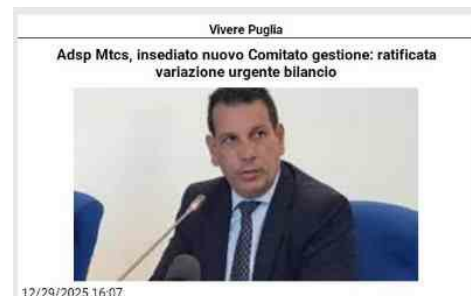 Vivere Puglia
Adsp Mtcs, insediato nuovo Comitato gestione: ratificata
variazione urgente bilancio
12/29/2025 16:07